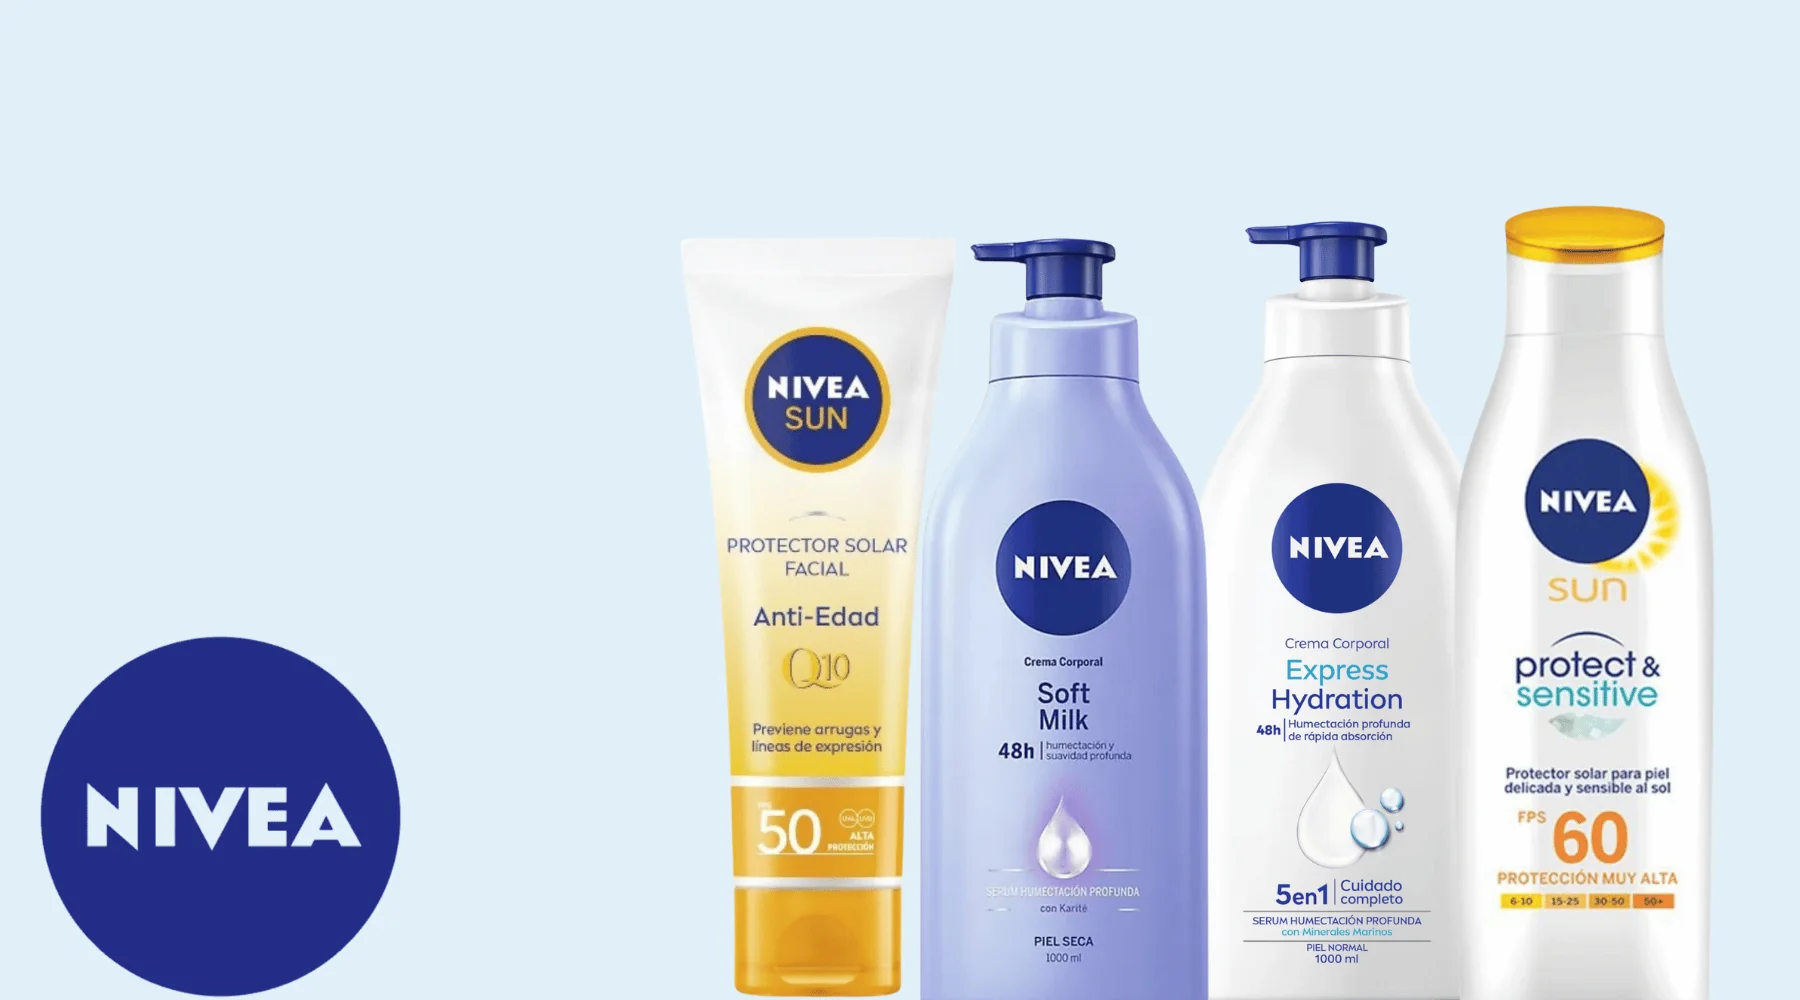 NIVEA
NIVEA
SUN
PROTECTOR SOLAR
FACIAL
Anti-Edad
Q10
Previene arrugas y
líneas de expresión
FPS
50
UVA UVB
ALTA
PROTECCIÓN
NIVEA
Crema Corporal
Soft
Milk
48h
humectación y
suavidad profunda
SERUM HUMECTACIÓN PROFUNDA
con Karité
PIEL SECA
1000 ml
NIVEA
Crema Corporal
Express
Hydration
48h
Humectación profunda
de rápida absorción
5en1
Cuidado
completo
SERUM HUMECTACIÓN PROFUNDA
con Minerales Marinos
PIEL NORMAL
1000 ml
NIVEA
sun
protect &
sensitive
Protector solar para piel
delicada y sensible al sol
FPS 60
PROTECCIÓN MUY ALTA
6-10 15-25 30-50 50+